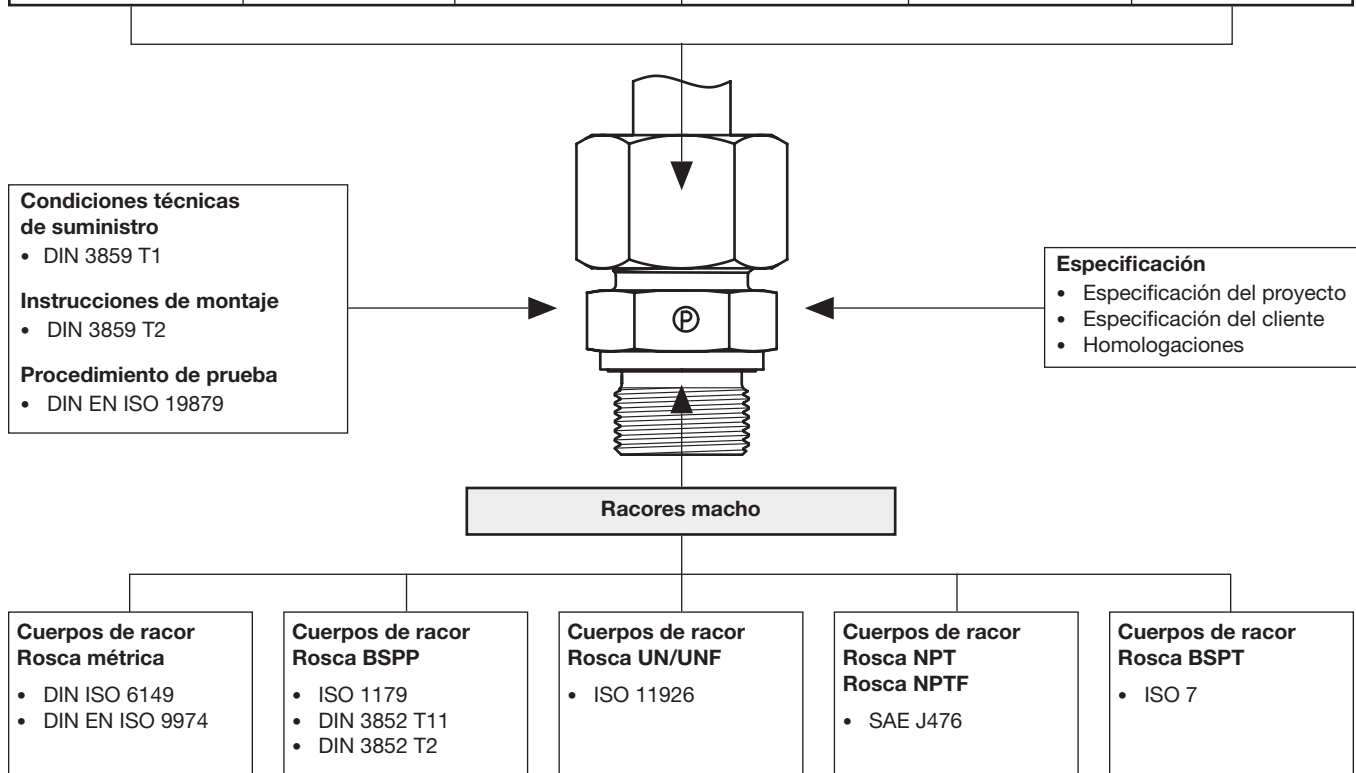 Condiciones técnicas
de suministro
• DIN 3859 T1
Instrucciones de montaje
• DIN 3859 T2
Procedimiento de prueba
• DIN EN ISO 19879
P
Especificación
• Especificación del proyecto
• Especificación del cliente
• Homologaciones
Racores macho
Cuerpos de racor
Rosca métrica
• DIN ISO 6149
• DIN EN ISO 9974
Cuerpos de racor
Rosca BSPP
• ISO 1179
• DIN 3852 T11
• DIN 3852 T2
Cuerpos de racor
Rosca UN/UNF
• ISO 11926
Cuerpos de racor
Rosca NPT
Rosca NPTF
• SAE J476
Cuerpos de racor
Rosca BSPT
• ISO 7